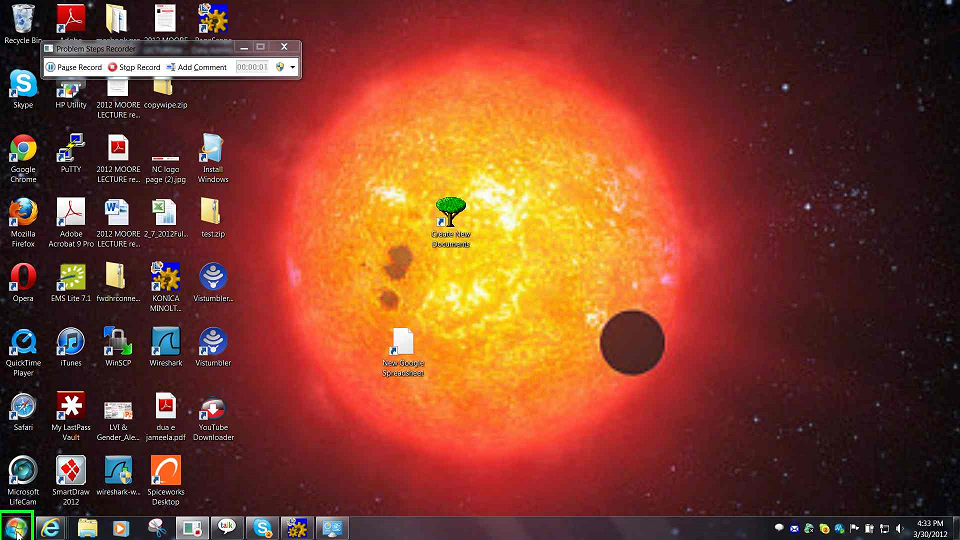 Recycle Bin
Adobe
2012 MOORE
Problem Steps Recorder
Pause Record
Stop Record
Add Comment
00:00:01
Skype
HP Utility
2012 MOORE
LECTURE re...
copywipe.zip
Google
Chrome
PuTTY
2012 MOORE
LECTURE re...
NC logo
page (2).jpg
Install
Windows
Mozilla
Firefox
Adobe
Acrobat 9 Pro
2012 MOORE
LECTURE re...
2_7_2012Ful...
test.zip
Create New
Documents
Opera
EMS Lite 7.1
fwdhrconne...
KONICA
MINOLT...
Vistumbler...
QuickTime
Player
iTunes
WinSCP
Wireshark
Vistumbler
New Google
Spreadsheet
Safari
My LastPass
Vault
LVI &
Gender_Ale...
dua e
jameela.pdf
YouTube
Downloader
Microsoft
LifeCam
SmartDraw
2012
wireshark-w...
Spiceworks
Desktop
talk
4:33 PM
3/30/2012